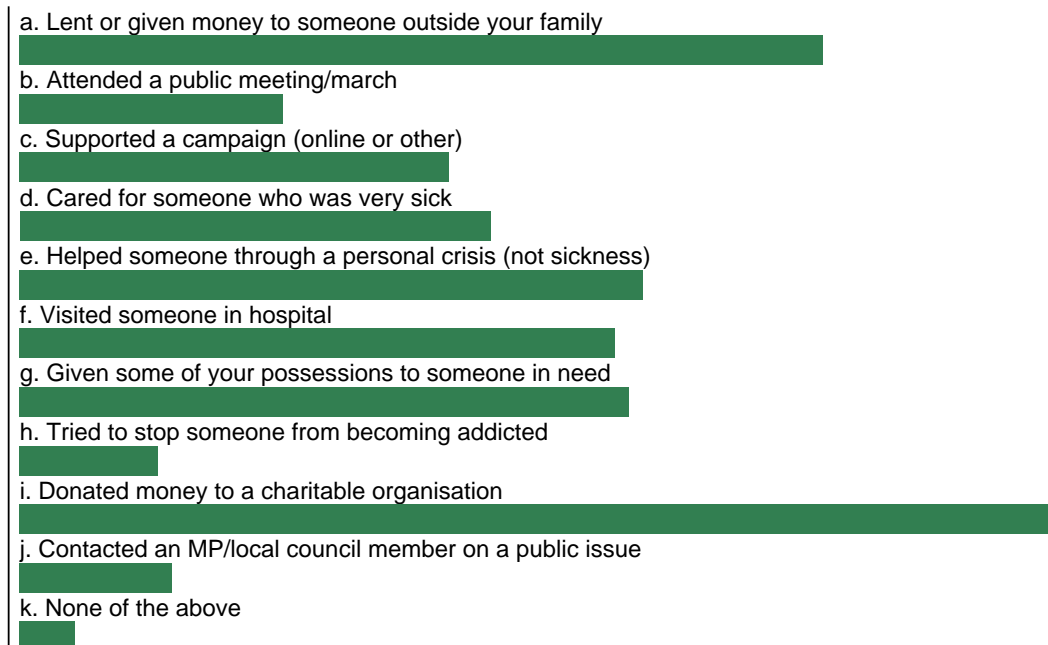 a. Lent or given money to someone outside your family
b. Attended a public meeting/march
c. Supported a campaign (online or other)
d. Cared for someone who was very sick
e. Helped someone through a personal crisis (not sickness)
f. Visited someone in hospital
g. Given some of your possessions to someone in need
h. Tried to stop someone from becoming addicted
i. Donated money to a charitable organisation
j. Contacted an MP/local council member on a public issue
k. None of the above